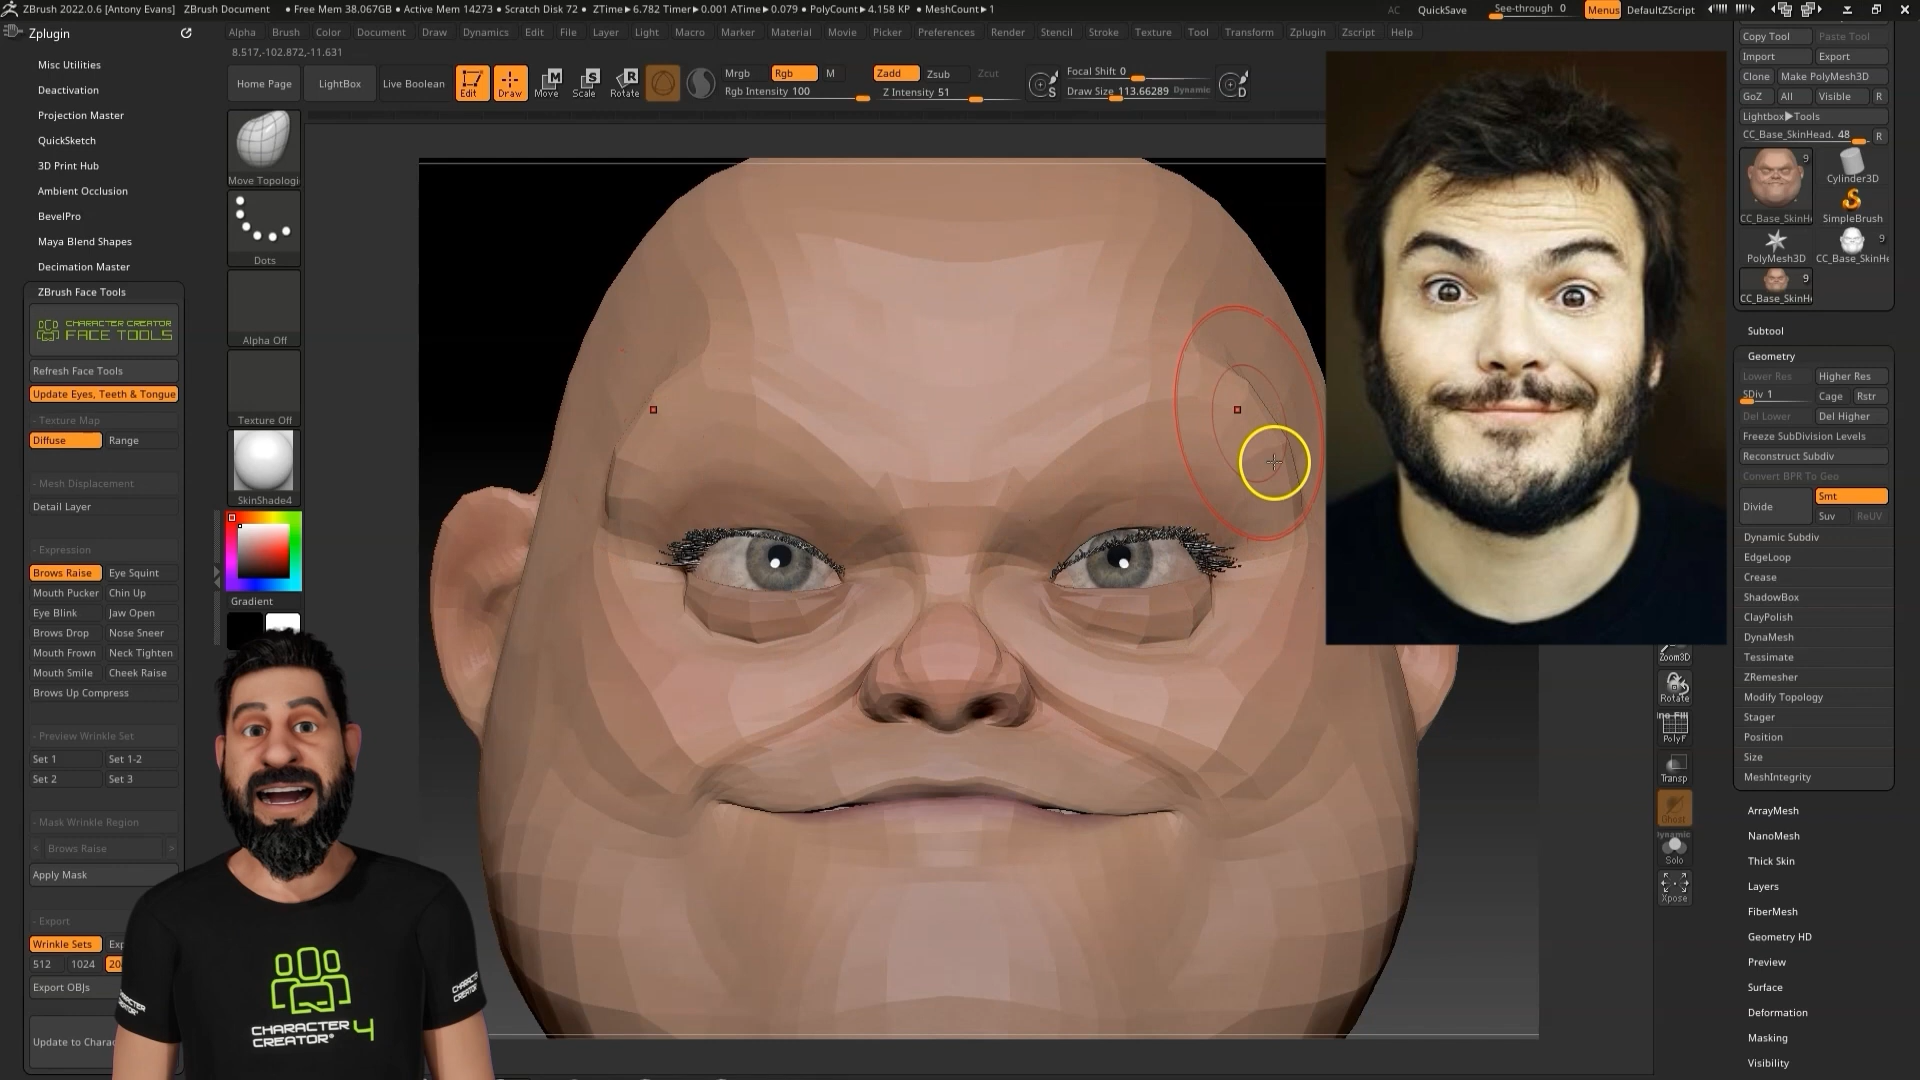 ZBrush 2022.0.6 [Antony Evans]
ZBrush Document
• Free Mem 38.067GB • Active Mem 14273 • Scratch Disk 72 • ZTime▶6.782 Timer▶0.001 ATime▶0.079 • PolyCount▶4.158 KP • MeshCount▶1
AC
QuickSave
See-through 0
Menus
DefaultZScript
Zplugin
Alpha
Brush
Color
Document
Draw
Dynamics
Edit
File
Layer
Light
Macro
Marker
Material
Movie
Picker
Preferences
Render
Stencil
Stroke
Texture
Tool
Transform
Zplugin
Zscript
Help
8.517,-102.872,-11.631
Home Page
LightBox
Live Boolean
Edit
Draw
Move
Scale
Rotate
Mrgb
Rgb
M
Rgb Intensity 100
Zadd
Zsub
Zcut
Z Intensity 51
Focal Shift 0
Draw Size 113.66289
Dynamic
S
D
Misc Utilities
Deactivation
Projection Master
QuickSketch
3D Print Hub
Ambient Occlusion
BevelPro
Maya Blend Shapes
Decimation Master
ZBrush Face Tools
CHARACTER CREATOR
FACE TOOLS
Refresh Face Tools
Update Eyes, Teeth & Tongue
- Texture Map
Diffuse
Range
- Mesh Displacement
Detail Layer
- Expression
Brows Raise
Eye Squint
Mouth Pucker
Chin Up
Eye Blink
Jaw Open
Brows Drop
Nose Sneer
Mouth Frown
Neck Tighten
Mouth Smile
Cheek Raise
Brows Up Compress
- Preview Wrinkle Set
Set 1
Set 1-2
Set 2
Set 3
- Mask Wrinkle Region
< Brows Raise >
Apply Mask
- Export
Wrinkle Sets
Exp
512
1024
20
Export OBJs
Update to Chara
Move Topologi
Dots
Alpha Off
Texture Off
SkinShade4
Gradient
CHARACTER
CREATOR® 4
Copy Tool
Paste Tool
Import
Export
Clone
Make PolyMesh3D
GoZ
All
Visible
R
Lightbox▶Tools
CC_Base_SkinHead. 48
R
9
CC_Base_SkinH
Cylinder3D
SimpleBrush
PolyMesh3D
9
CC_Base_SkinHe
9
CC_Base_SkinH
Subtool
Geometry
Lower Res
Higher Res
SDiv 1
Cage
Rstr
Del Lower
Del Higher
Freeze SubDivision Levels
Reconstruct Subdiv
Convert BPR To Geo
Divide
Smt
Suv
ReUV
Dynamic Subdiv
EdgeLoop
Crease
ShadowBox
ClayPolish
DynaMesh
Tessimate
ZRemesher
Modify Topology
Stager
Position
Size
MeshIntegrity
ArrayMesh
NanoMesh
Thick Skin
Layers
FiberMesh
Geometry HD
Preview
Surface
Deformation
Masking
Visibility
Zoom3D
Rotate
PolyF
Transp
Ghost
Dynamic
Solo
Xpose